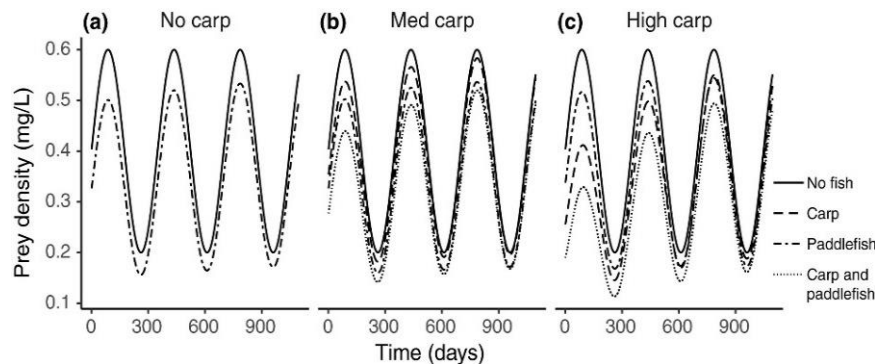 (a) No carp
(b) Med carp
(c) High carp
Prey density (mg/L)
0.6
0.5
0.4
0.3
0.2
0.1
0 300 600 900
0 300 600 900
0 300 600 900
Time (days)
No fish
Carp
Paddlefish
Carp and
paddlefish